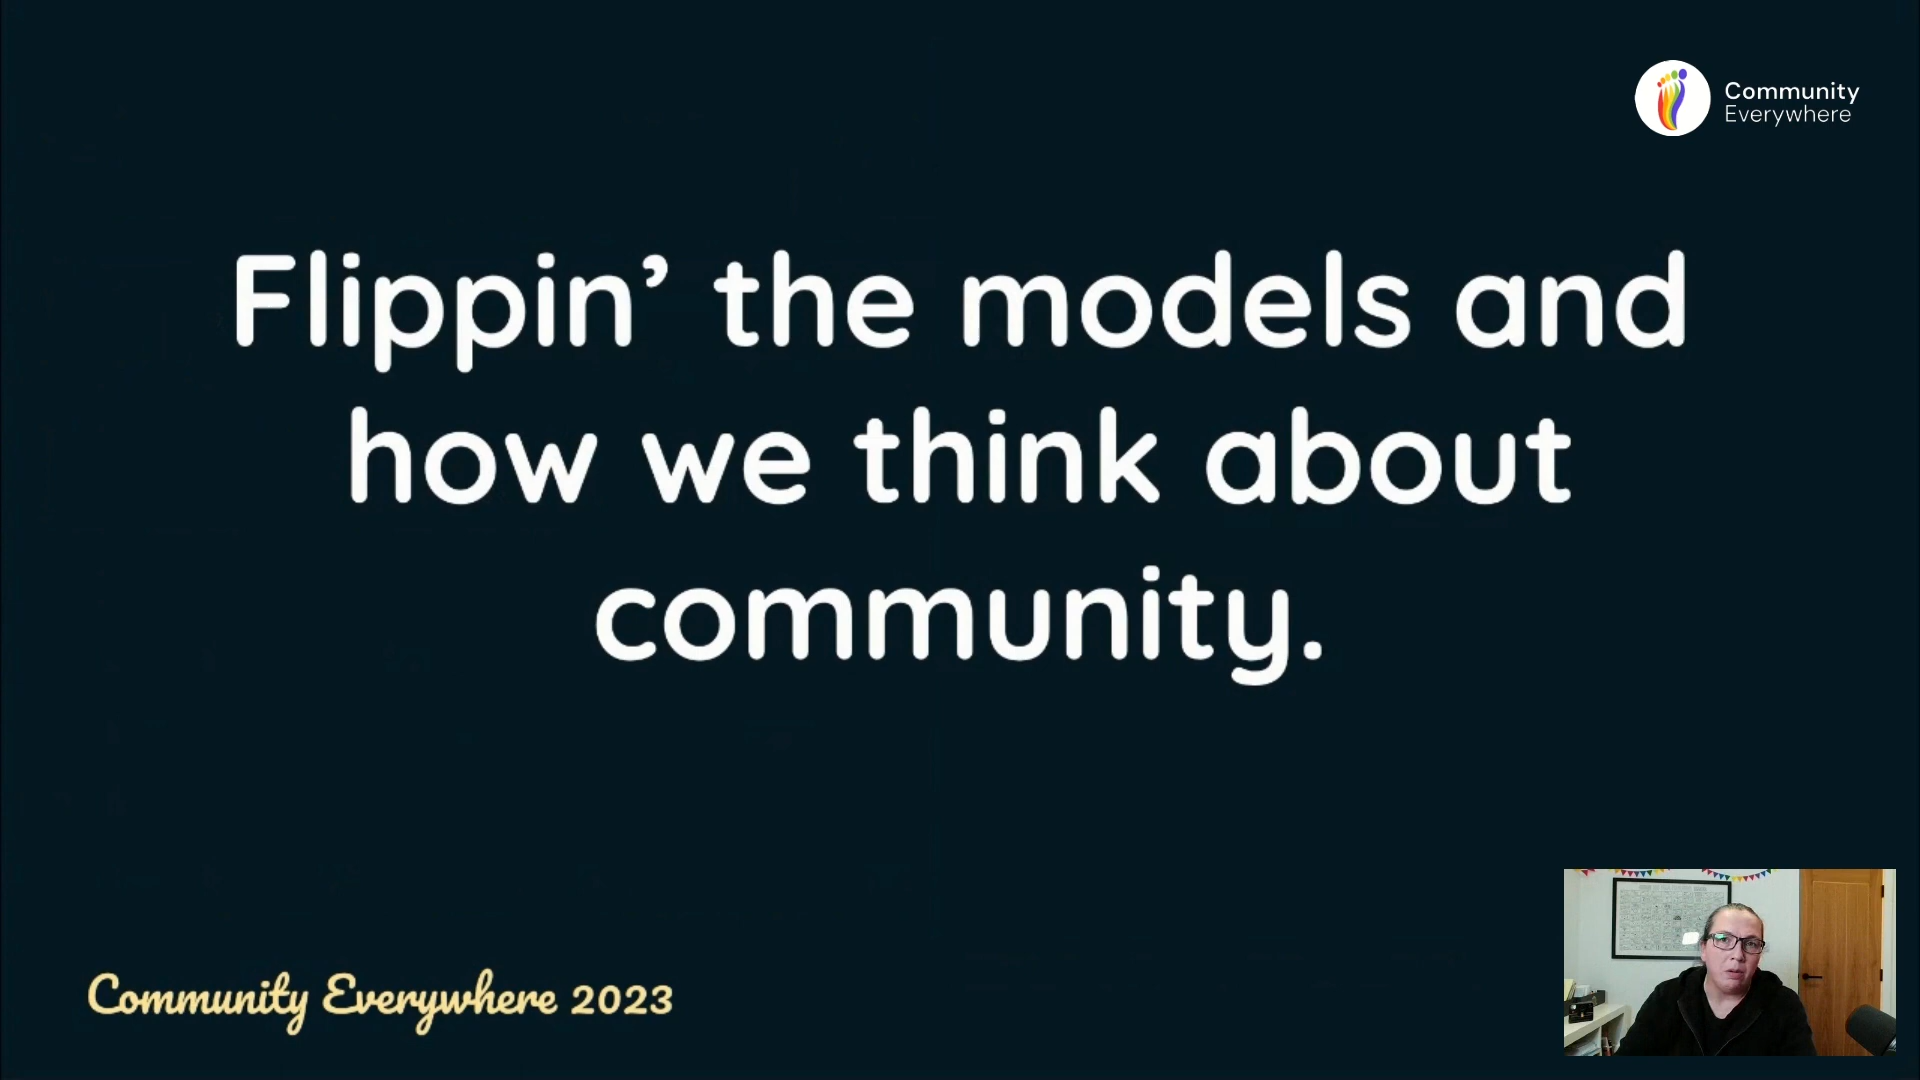 Community
Everywhere
Flippin’ the models and
how we think about
community.
Community Everywhere 2023